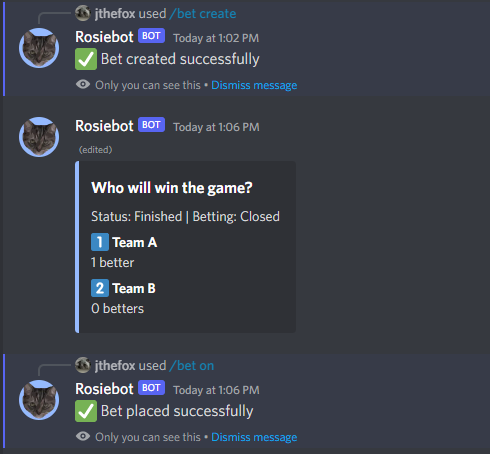 jthefox used /bet create
Rosiebot BOT Today at 1:02 PM
✅ Bet created successfully
Only you can see this • Dismiss message
Rosiebot BOT Today at 1:06 PM
(edited)
Who will win the game?
Status: Finished | Betting: Closed
1 Team A
1 better
2 Team B
0 betters
jthefox used /bet on
Rosiebot BOT Today at 1:06 PM
✅ Bet placed successfully
Only you can see this • Dismiss message